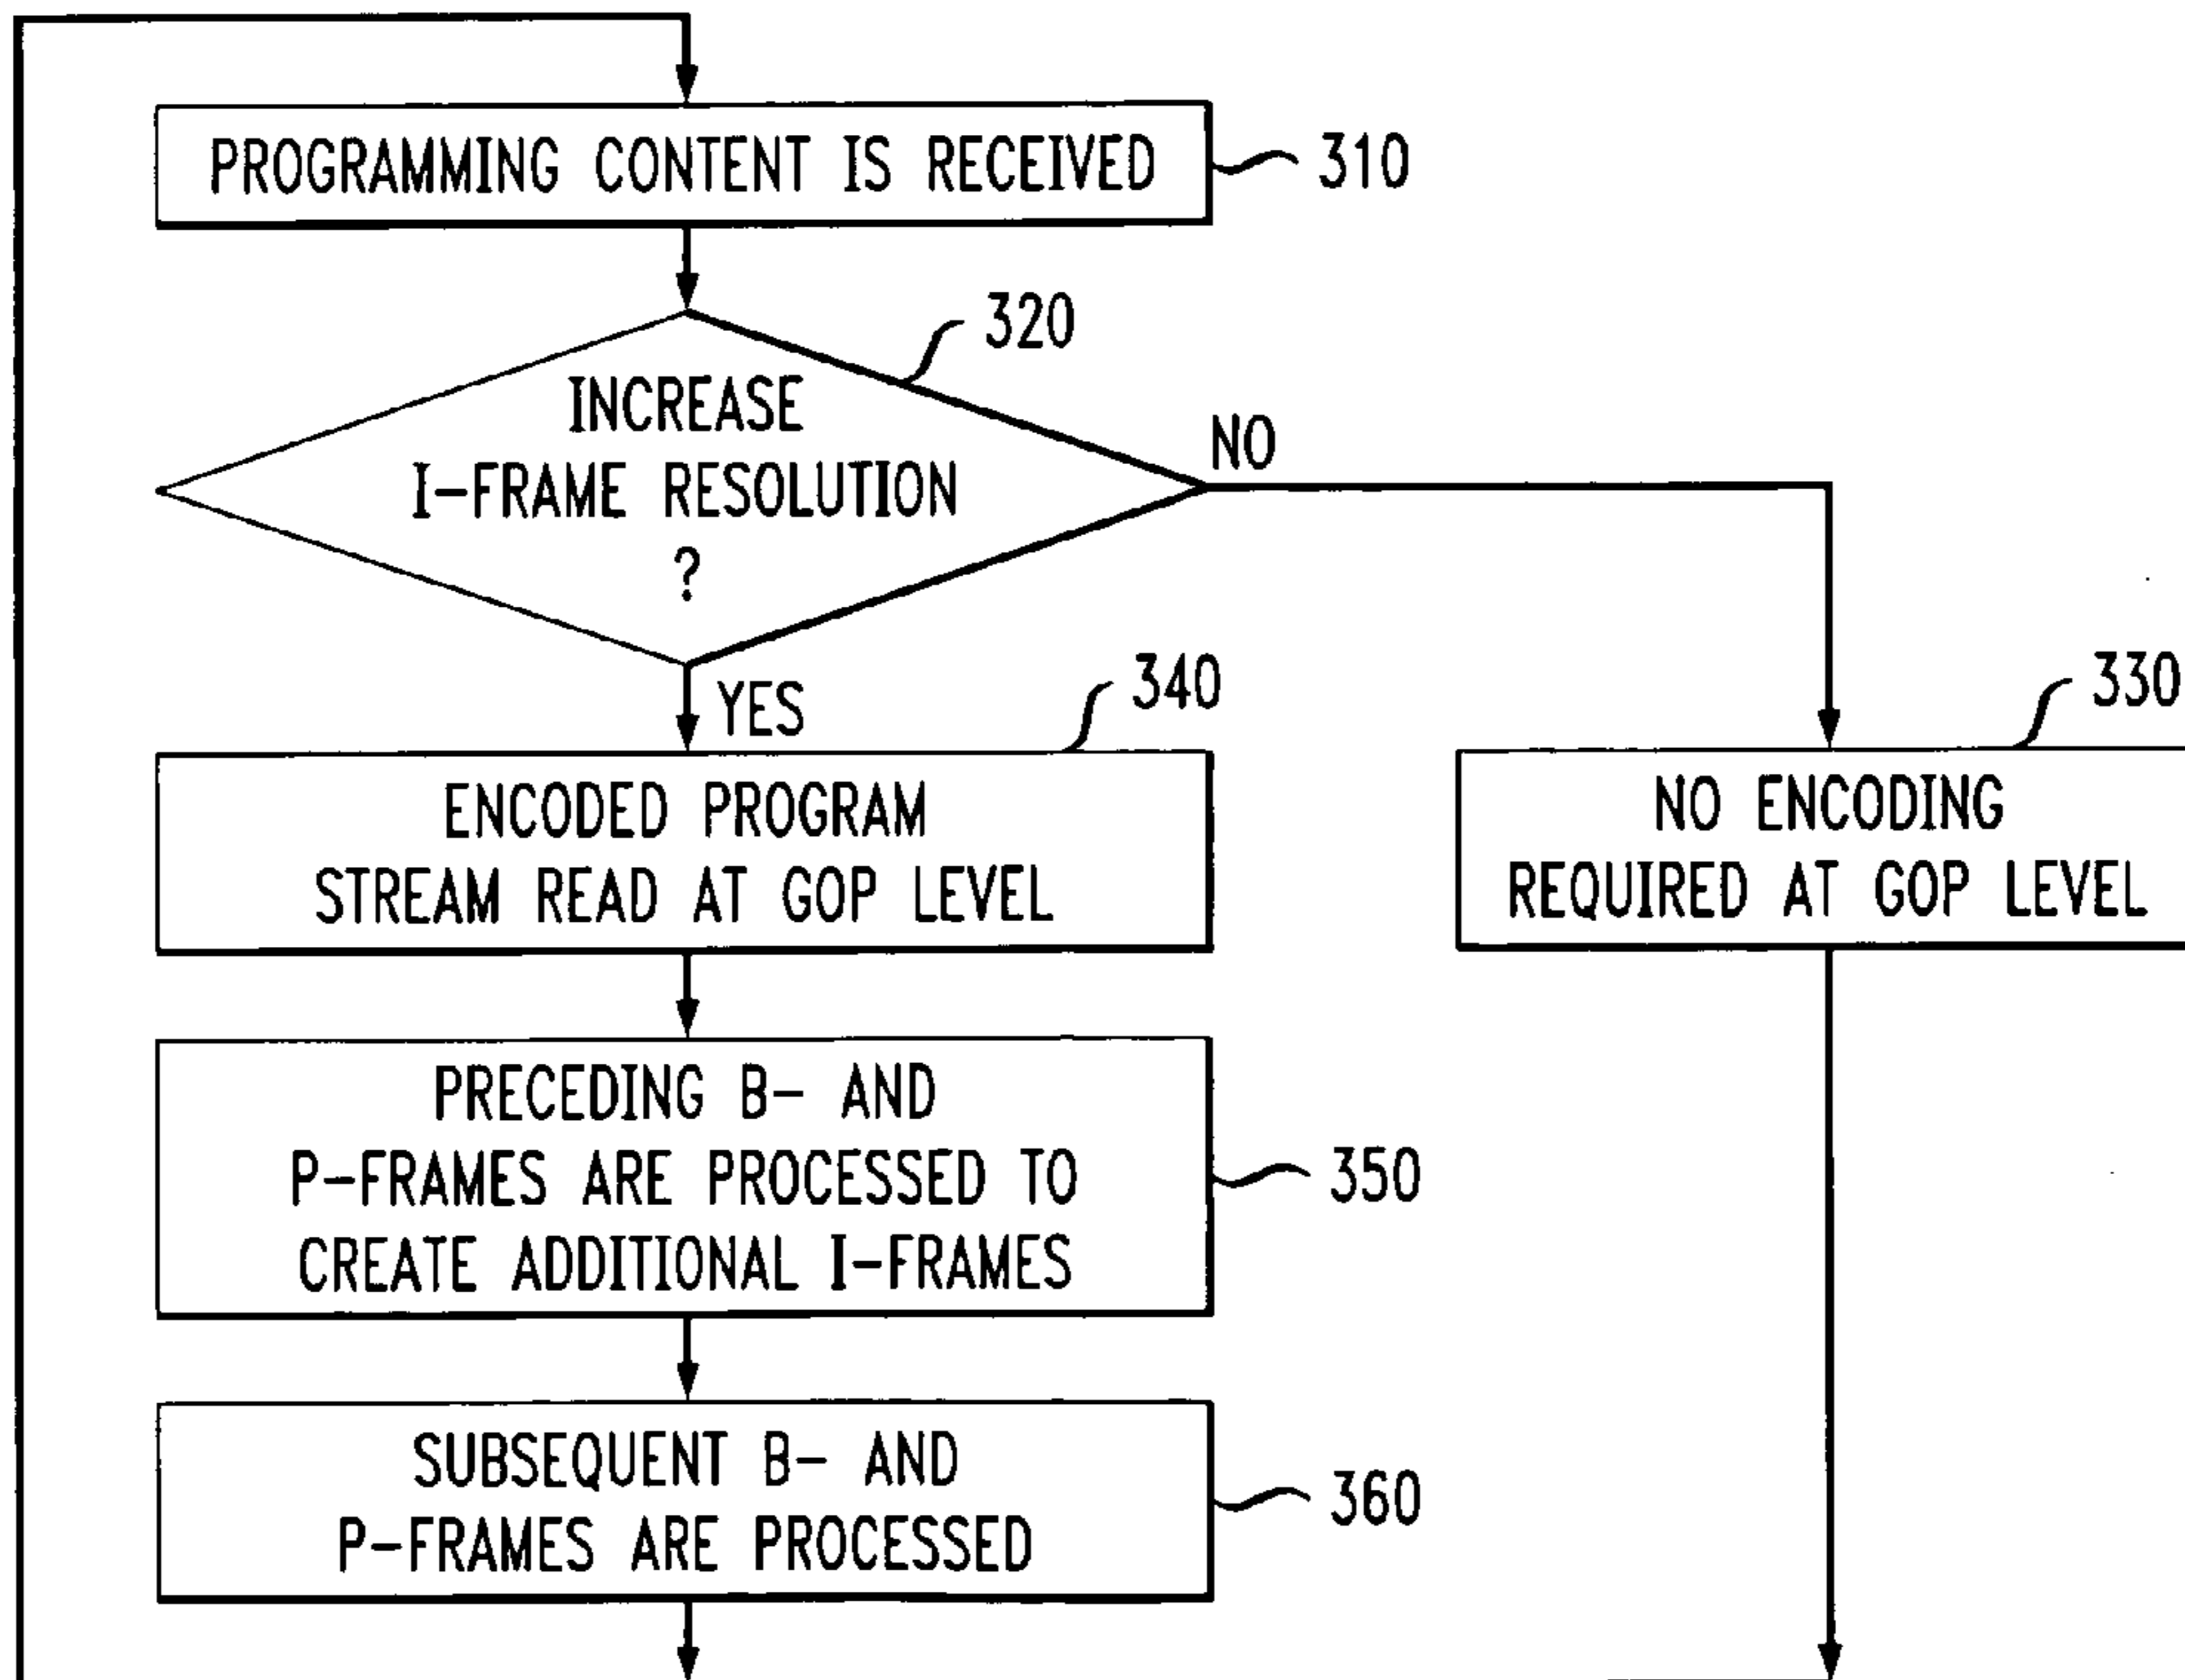 PROGRAMMING CONTENT IS RECEIVED
310
320
INCREASE
I-FRAME RESOLUTION
?
NO
YES
340
330
ENCODED PROGRAM
STREAM READ AT GOP LEVEL
NO ENCODING
REQUIRED AT GOP LEVEL
PRECEDING B- AND
P-FRAMES ARE PROCESSED TO
CREATE ADDITIONAL I-FRAMES
350
SUBSEQUENT B- AND
P-FRAMES ARE PROCESSED
360